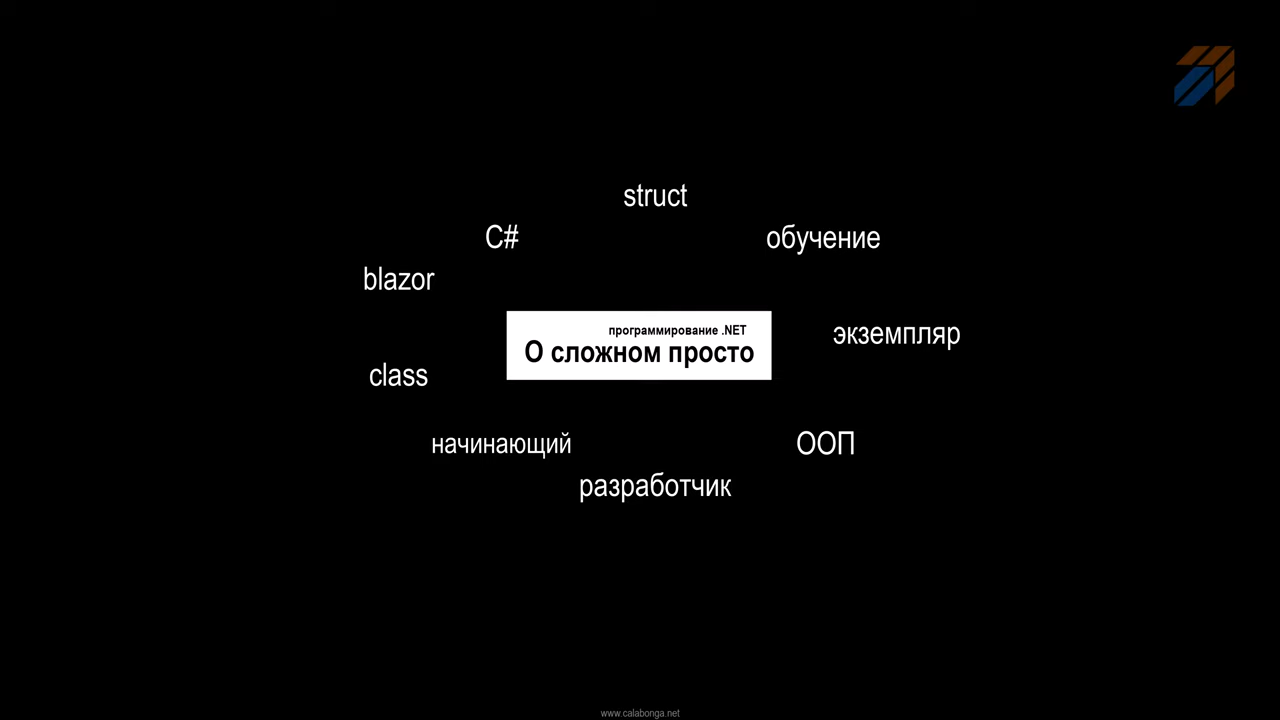 struct
C#
обучение
blazor
программирование .NET
О сложном просто
экземпляр
class
начинающий
ООП
разработчик
www.calabonga.net